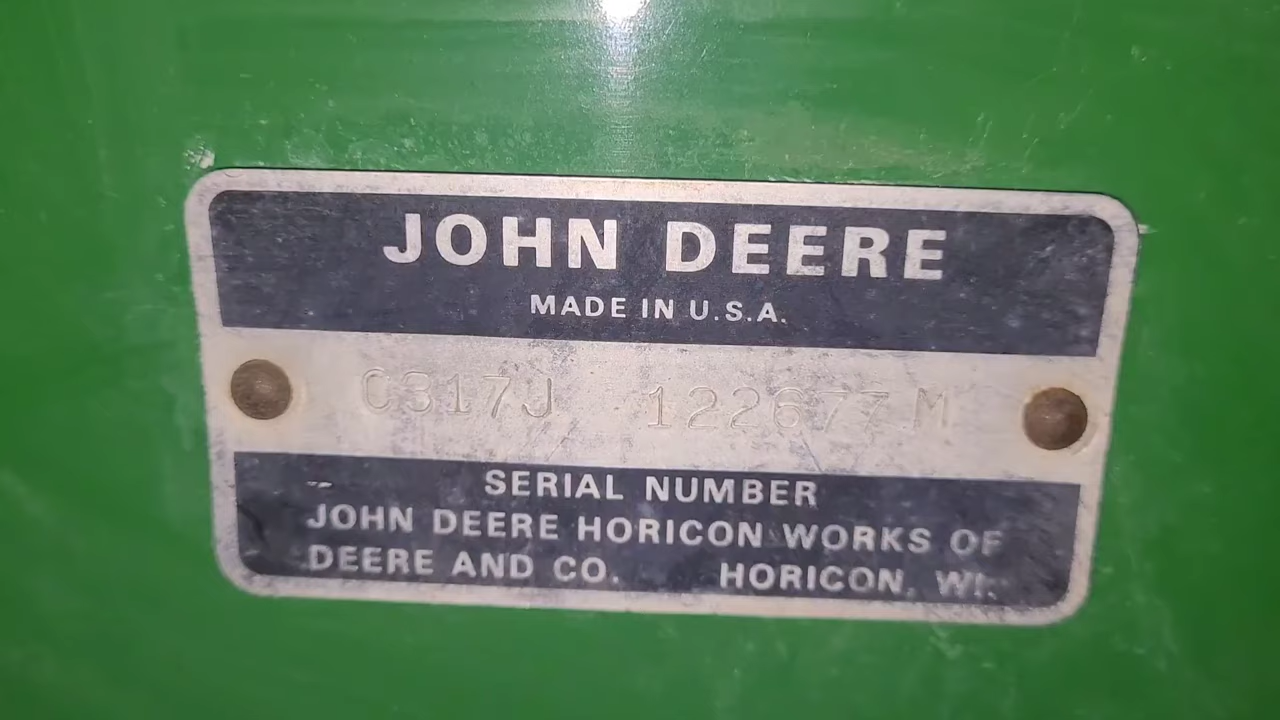 JOHN DEERE
MADE IN U.S.A.
C317J 122677M
SERIAL NUMBER
JOHN DEERE HORICON WORKS OF
DEERE AND CO. HORICON, WI.